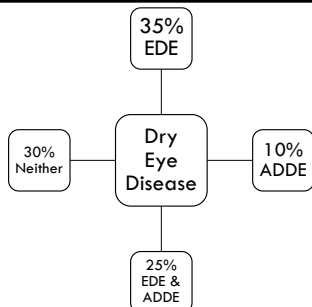 35%
EDE
30%
Neither
Dry
Eye
Disease
10%
ADDE
25%
EDE &
ADDE